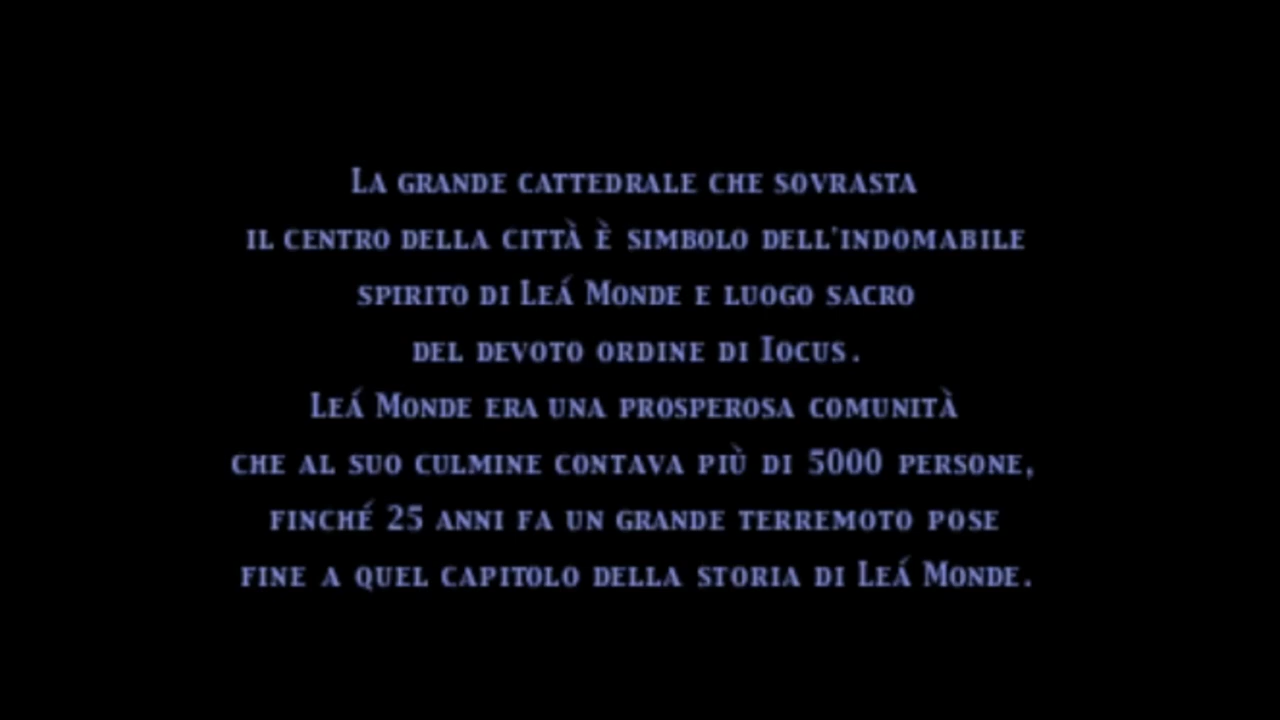 La grande cattedrale che sovrasta
il centro della città è simbolo dell'indomabile
spirito di Leá Monde e luogo sacro
del devoto ordine di Iocus.
Leá Monde era una prosperosa comunità
che al suo culmine contava più di 5000 persone,
finché 25 anni fa un grande terremoto pose
fine a quel capitolo della storia di Leá Monde.